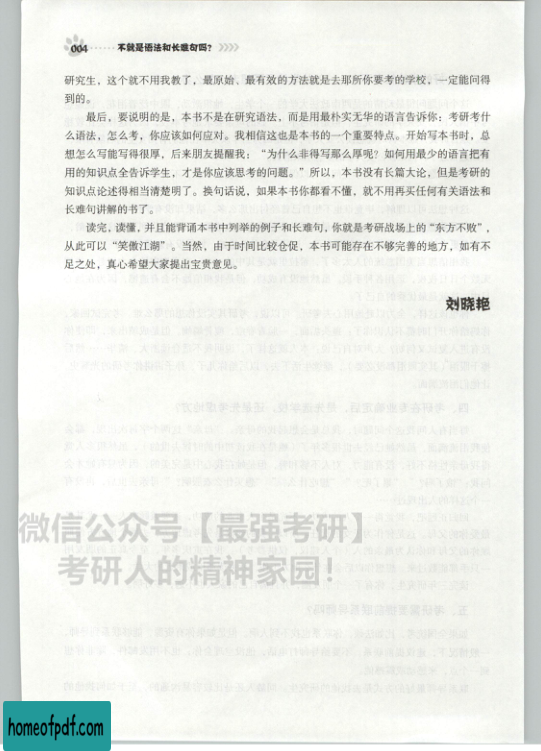 004 不就是语法和长难句吗?
研究生，这个就不用我教了，最原始、最有效的方法就是去那所你要考的学校，一定能问得
到的。
最后，要说明的是，本书不是在研究语法，而是用最朴实无华的语言告诉你：考研考什
么语法，怎么考，你应该如何应对。我相信这也是本书的一个重要特点。开始写本书时，总
想怎么写能写得很厚，后来朋友提醒我：“为什么非得写那么厚呢？如何用最少的语言把有
用的知识点全告诉学生，才是你应该思考的问题。”所以，本书没有长篇大论，但是考研的
知识点论述得相当清楚明了。换句话说，如果本书你都看不懂，就不用再买任何有关语法和
长难句讲解的书了。
读完，读懂，并且能背诵本书中列举的例子和长难句，你就是考研战场上的“东方不败”，
从此可以“笑傲江湖”。当然，由于时间比较仓促，本书可能存在不够完善的地方，如有不
足之处，真心希望大家提出宝贵意见。
刘晓艳
微信公众号【最强考研】
考研人的精神家园！
homeofpdf.com